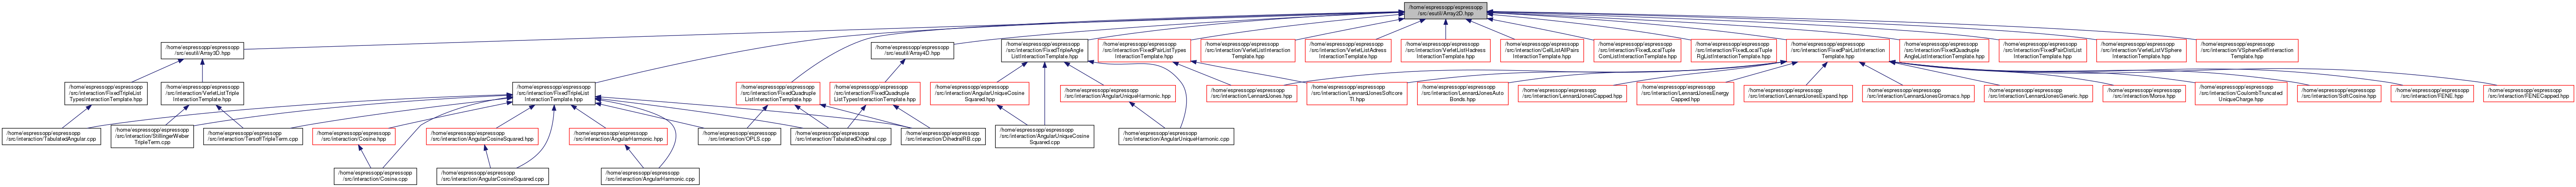 /home/espressopp/espressopp
/src/esutil/Array2D.hpp
/home/espressopp/espressopp
/src/esutil/Array3D.hpp
/home/espressopp/espressopp
/src/esutil/Array4D.hpp
/home/espressopp/espressopp
/src/interaction/FixedTripleAngle
ListInteractionTemplate.hpp
/home/espressopp/espressopp
/src/interaction/FixedPairListTypes
InteractionTemplate.hpp
/home/espressopp/espressopp
/src/interaction/VerletListInteraction
Template.hpp
/home/espressopp/espressopp
/src/interaction/VerletListAdress
InteractionTemplate.hpp
/home/espressopp/espressopp
/src/interaction/VerletListHadress
InteractionTemplate.hpp
/home/espressopp/espressopp
/src/interaction/CellListAllPairs
InteractionTemplate.hpp
/home/espressopp/espressopp
/src/interaction/FixedLocalTuple
ComListInteractionTemplate.hpp
/home/espressopp/espressopp
/src/interaction/FixedLocalTuple
RgListInteractionTemplate.hpp
/home/espressopp/espressopp
/src/interaction/FixedPairListInteraction
Template.hpp
/home/espressopp/espressopp
/src/interaction/FixedQuadruple
AngleListInteractionTemplate.hpp
/home/espressopp/espressopp
/src/interaction/FixedPairDistList
InteractionTemplate.hpp
/home/espressopp/espressopp
/src/interaction/VerletListVSphere
InteractionTemplate.hpp
/home/espressopp/espressopp
/src/interaction/VSphereSelfInteraction
Template.hpp
/home/espressopp/espressopp
/src/interaction/FixedTripleList
TypesInteractionTemplate.hpp
/home/espressopp/espressopp
/src/interaction/VerletListTriple
InteractionTemplate.hpp
/home/espressopp/espressopp
/src/interaction/FixedTripleList
InteractionTemplate.hpp
/home/espressopp/espressopp
/src/interaction/FixedQuadruple
ListInteractionTemplate.hpp
/home/espressopp/espressopp
/src/interaction/FixedQuadruple
ListTypesInteractionTemplate.hpp
/home/espressopp/espressopp
/src/interaction/AngularUniqueCosine
Squared.hpp
/home/espressopp/espressopp
/src/interaction/AngularUniqueHarmonic.hpp
/home/espressopp/espressopp
/src/interaction/LennardJones.hpp
/home/espressopp/espressopp
/src/interaction/LennardJonesSoftcore
TI.hpp
/home/espressopp/espressopp
/src/interaction/LennardJonesAuto
Bonds.hpp
/home/espressopp/espressopp
/src/interaction/LennardJonesCapped.hpp
/home/espressopp/espressopp
/src/interaction/LennardJonesEnergy
Capped.hpp
/home/espressopp/espressopp
/src/interaction/LennardJonesExpand.hpp
/home/espressopp/espressopp
/src/interaction/LennardJonesGromacs.hpp
/home/espressopp/espressopp
/src/interaction/LennardJonesGeneric.hpp
/home/espressopp/espressopp
/src/interaction/Morse.hpp
/home/espressopp/espressopp
/src/interaction/CoulombTruncated
UniqueCharge.hpp
/home/espressopp/espressopp
/src/interaction/SoftCosine.hpp
/home/espressopp/espressopp
/src/interaction/FENE.hpp
/home/espressopp/espressopp
/src/interaction/FENECapped.hpp
/home/espressopp/espressopp
/src/interaction/TabulatedAngular.cpp
/home/espressopp/espressopp
/src/interaction/StillingerWeber
TripleTerm.cpp
/home/espressopp/espressopp
/src/interaction/TersoffTripleTerm.cpp
/home/espressopp/espressopp
/src/interaction/Cosine.hpp
/home/espressopp/espressopp
/src/interaction/AngularCosineSquared.hpp
/home/espressopp/espressopp
/src/interaction/AngularHarmonic.hpp
/home/espressopp/espressopp
/src/interaction/OPLS.cpp
/home/espressopp/espressopp
/src/interaction/TabulatedDihedral.cpp
/home/espressopp/espressopp
/src/interaction/DihedralRB.cpp
/home/espressopp/espressopp
/src/interaction/AngularUniqueCosine
Squared.cpp
/home/espressopp/espressopp
/src/interaction/AngularUniqueHarmonic.cpp
/home/espressopp/espressopp
/src/interaction/Cosine.cpp
/home/espressopp/espressopp
/src/interaction/AngularCosineSquared.cpp
/home/espressopp/espressopp
/src/interaction/AngularHarmonic.cpp